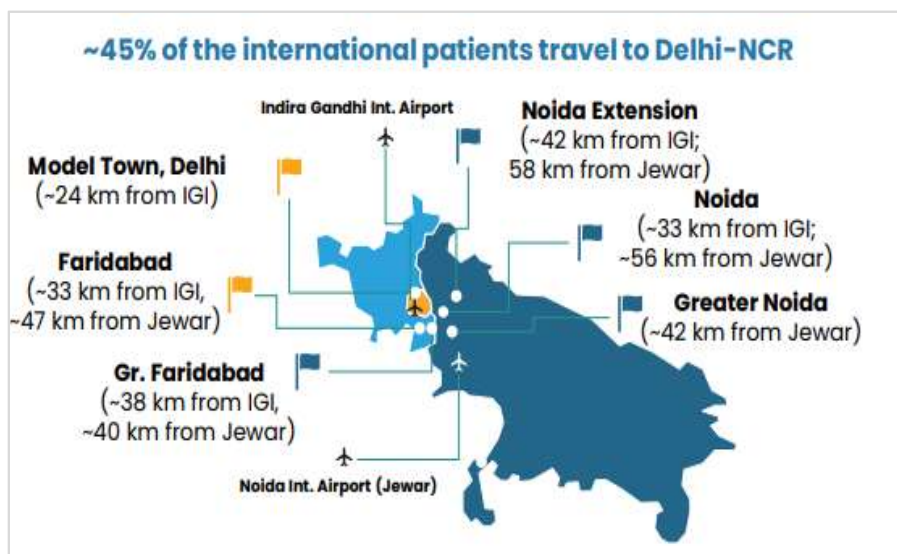 ~45% of the international patients travel to Delhi-NCR
Indira Gandhi Int. Airport
Noida Extension
(~42 km from IGI;
58 km from Jewar)
Model Town, Delhi
(~24 km from IGI)
Noida
(~33 km from IGI;
~56 km from Jewar)
Faridabad
(~33 km from IGI,
~47 km from Jewar)
Greater Noida
(~42 km from Jewar)
Gr. Faridabad
(~38 km from IGI,
~40 km from Jewar)
Noida Int. Airport (Jewar)